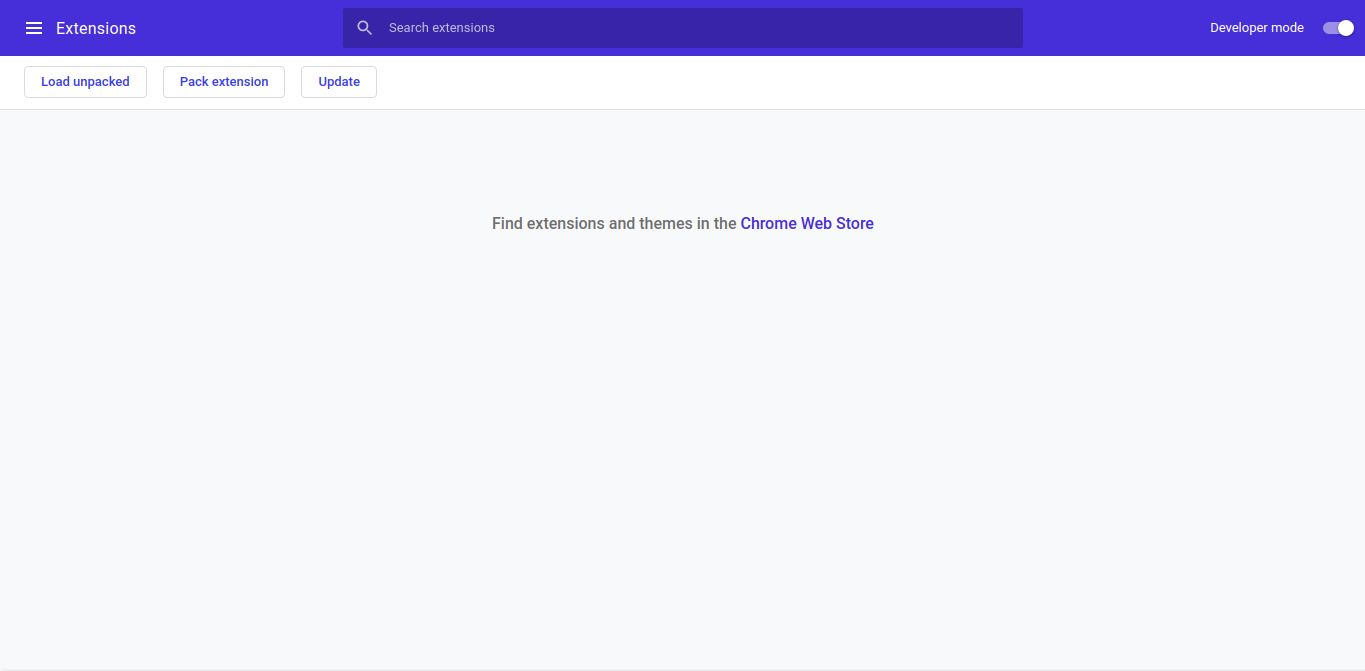 Extensions
Search extensions
Developer mode
Load unpacked
Pack extension
Update
Find extensions and themes in the Chrome Web Store